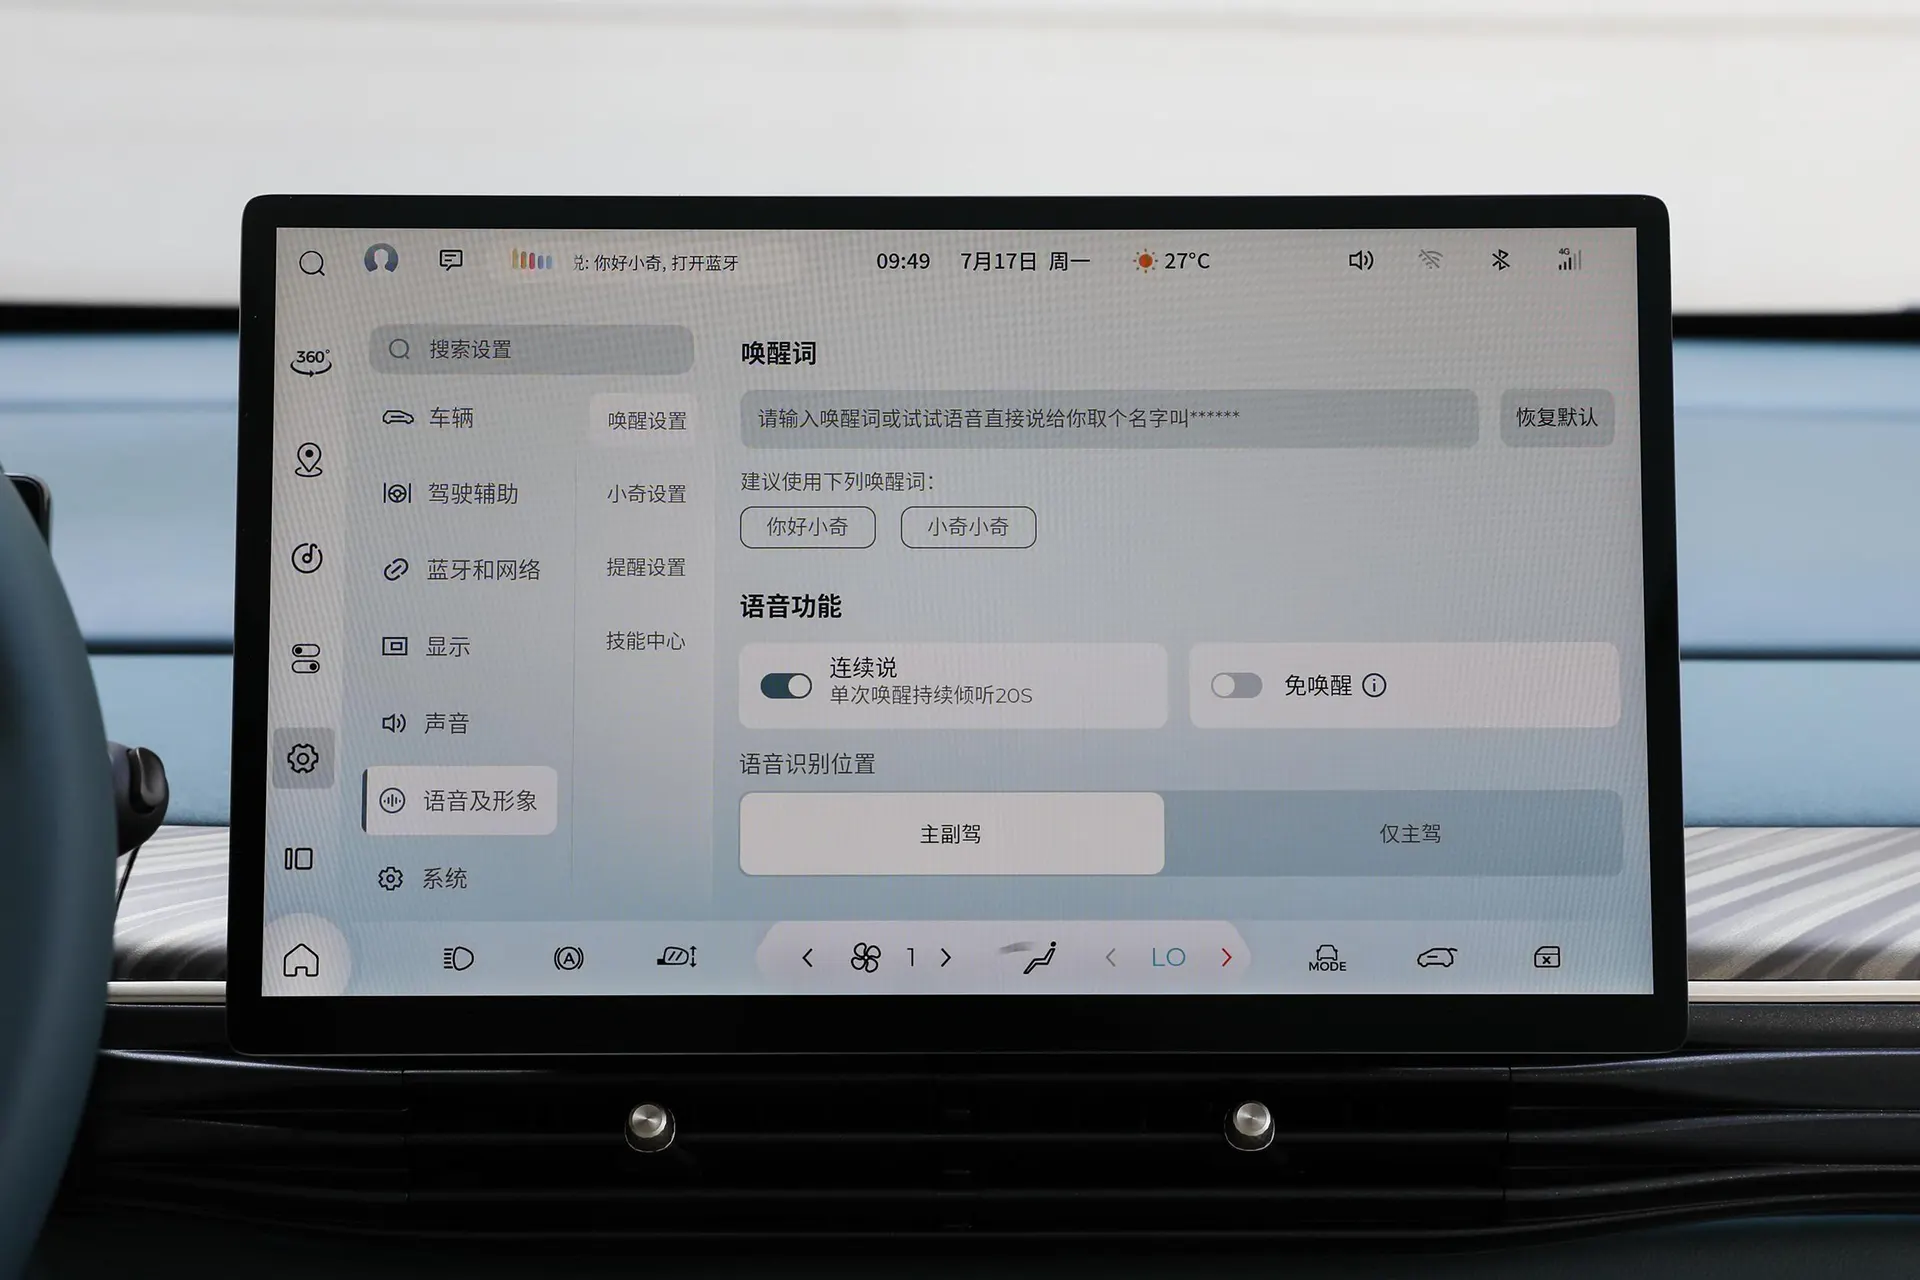 兑: 你好小奇, 打开蓝牙
09:49 7月17日 周一
27°C
4G
360°
搜索设置
车辆
驾驶辅助
蓝牙和网络
显示
声音
语音及形象
系统
唤醒设置
小奇设置
提醒设置
技能中心
唤醒词
请输入唤醒词或试试语音直接说给你取个名字叫******
恢复默认
建议使用下列唤醒词:
你好小奇
小奇小奇
语音功能
连续说
单次唤醒持续倾听20S
免唤醒
语音识别位置
主副驾
仅主驾
A
1
LO
MODE